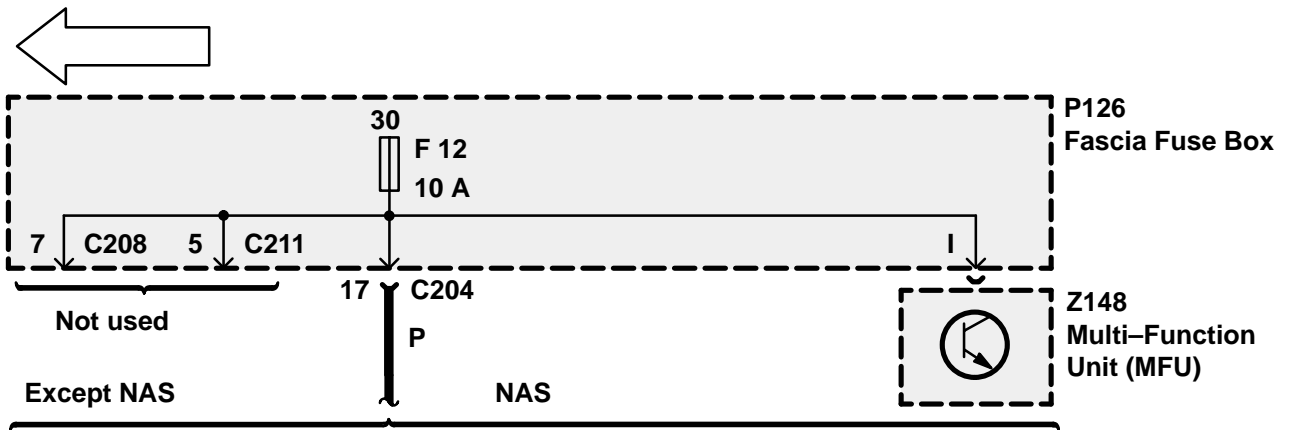 P126
Fascia Fuse Box
30
F 12
10 A
7 C208 5 C211 I
17 C204
Not used
P
Z148
Multi–Function
Unit (MFU)
Except NAS NAS